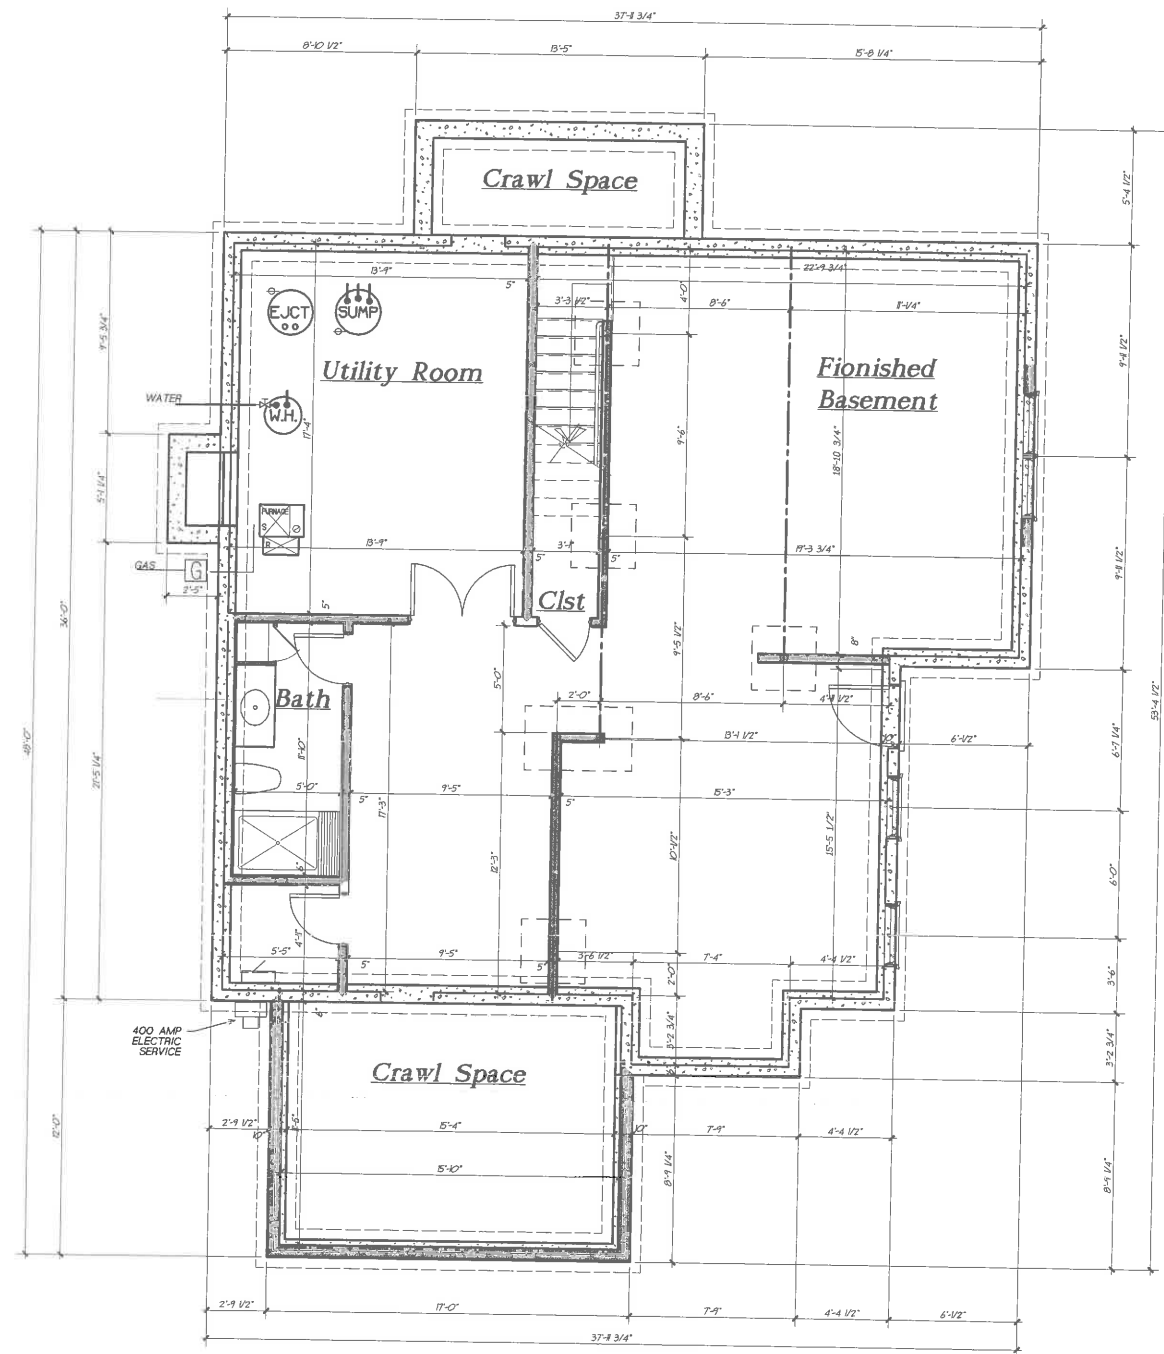 37'-11 3/4"
8'-10 1/2" 13'-5" 15'-8 1/4"
Crawl Space
5'-4 1/2"
13'-9" 22'-9 3/4"
5"
3'-3 1/2" 4'-0" 8'-6" 11'-1/4"
EJCT SUMP
9'-5 3/4"
Utility Room
Fionished
Basement
9'-11 1/2"
WATER
W.H.
17'-4"
9'-6"
18'-10 3/4"
5'-1 1/4"
FURNACE
S
R
13'-9" 5" 3'-1" 5" 19'-3 3/4"
GAS G
2'-5"
9'-11 1/2"
36'-0"
5"
Clst
9'-5 1/2"
8"
5'-0"
Bath
2'-0" 8'-6" 4'-11 1/2"
53'-4 1/2"
48'-0"
21'-5 1/4"
11'-10"
13'-1 1/2" 10" 6'-1/2"
6'-7 1/4"
5'-0" 5" 9'-5" 5" 15'-3"
17'-3"
12'-3"
10'-1/2"
15'-5 1/2"
6'-0"
6"
5'-5" 5" 9'-5" 5" 3'-6 1/2" 7'-4" 4'-4 1/2"
2'-0"
3'-6"
6"
400 AMP
ELECTRIC
SERVICE
3'-2 3/4"
3'-2 3/4"
Crawl Space
12'-0"
2'-9 1/2" 10" 15'-4" 10" 7'-9" 4'-4 1/2"
15'-10"
8'-9 1/4"
8'-9 1/4"
2'-9 1/2" 17'-0" 7'-9" 4'-4 1/2" 6'-1/2"
37'-11 3/4"